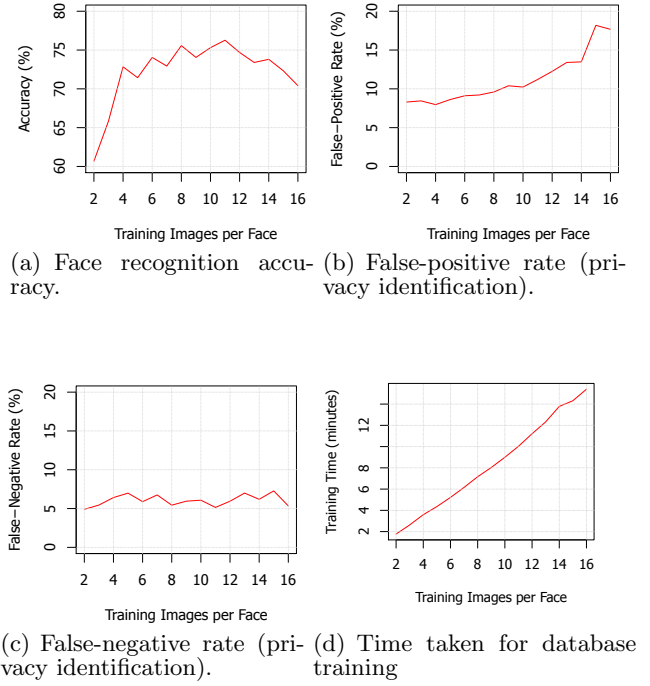 80
75
70
65
60
Accuracy (%)
2 4 6 8 10 12 14 16
Training Images per Face
(a) Face recognition accu-
racy.
20
15
10
5
0
False−Positive Rate (%)
2 4 6 8 10 12 14 16
Training Images per Face
(b) False-positive rate (pri-
vacy identification).
20
15
10
5
0
False−Negative Rate (%)
2 4 6 8 10 12 14 16
Training Images per Face
(c) False-negative rate (pri-
vacy identification).
12
8
6
4
2
Training Time (minutes)
2 4 6 8 10 12 14 16
Training Images per Face
(d) Time taken for database
training